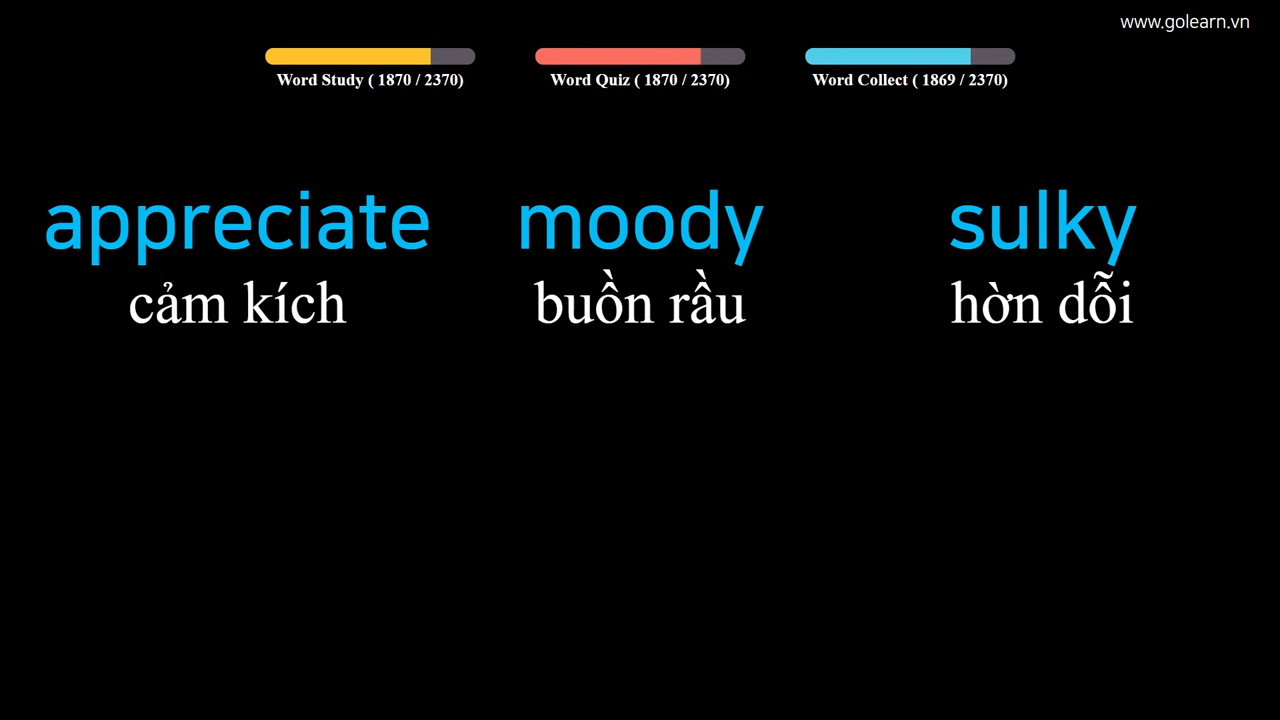 www.golearn.vn
Word Study ( 1870 / 2370) Word Quiz ( 1870 / 2370) Word Collect ( 1869 / 2370)
appreciate moody sulky
cảm kích buồn rầu hờn dỗi